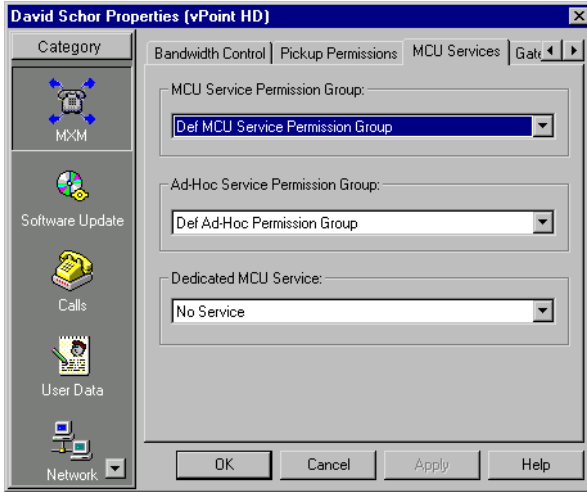 David Schor Properties (vPoint HD)
Category
MXM
Software Update
Calls
User Data
Network
Bandwidth Control
Pickup Permissions
MCU Services
Gate
MCU Service Permission Group:
Def MCU Service Permission Group
Ad-Hoc Service Permission Group:
Def Ad-Hoc Permission Group
Dedicated MCU Service:
No Service
OK
Cancel
Apply
Help